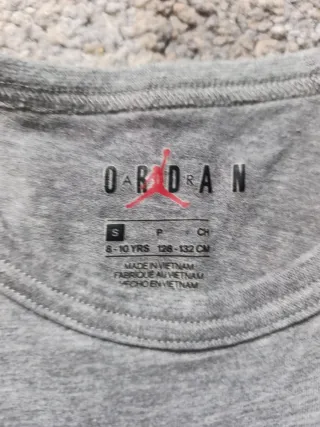 ORDAN
A R
S P CH
8 - 10 YRS 128 - 132 CM
MADE IN VIETNAM
FABRIQUÉ AU VIETNAM
HECHO EN VIETNAM